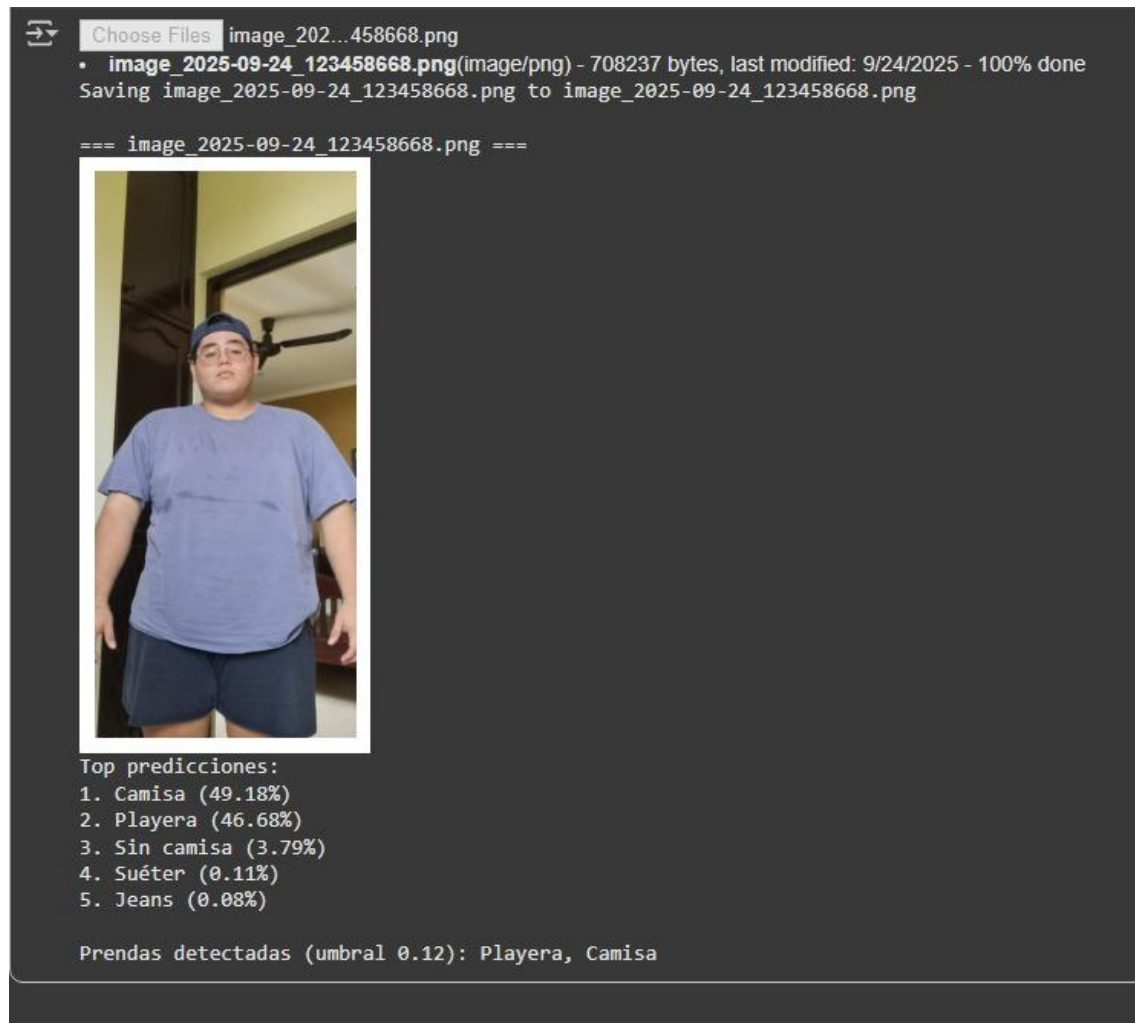 Choose Files image_202...458668.png
• image_2025-09-24_123458668.png(image/png) - 708237 bytes, last modified: 9/24/2025 - 100% done
Saving image_2025-09-24_123458668.png to image_2025-09-24_123458668.png
=== image_2025-09-24_123458668.png ===
Top predicciones:
1. Camisa (49.18%)
2. Playera (46.68%)
3. Sin camisa (3.79%)
4. Suéter (0.11%)
5. Jeans (0.08%)
Prendas detectadas (umbral 0.12): Playera, Camisa